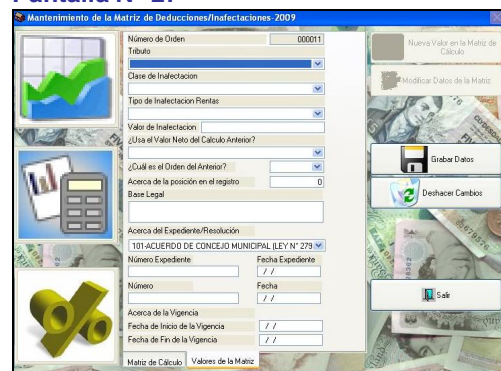 Pantalla N° 27
Mantenimiento de la Matriz de Deducciones/Inafectaciones-2009
Número de Orden 000011
Tributo
Clase de Inafectacion
Tipo de Inafectacion Rentas
Valor de Inafectacion
¿Usa el Valor Neto del Calculo Anterior?
¿Cuál es el Orden del Anterior?
Acerca de la posición en el registro 0
Base Legal
Acerca del Expediente/Resolución
101-ACUERDO DE CONCEJO MUNICIPAL (LEY N° 279
Número Expediente Fecha Expediente
/ /
Número Fecha
/ /
Acerca de la Vigencia
Fecha de Inicio de la Vigencia / /
Fecha de Fin de la Vigencia / /
Matriz de Cálculo Valores de la Matriz
Nueva Valor en la Matriz de
Cálculo
Modificar Datos de la Matriz
Grabar Datos
Deshacer Cambios
Salir